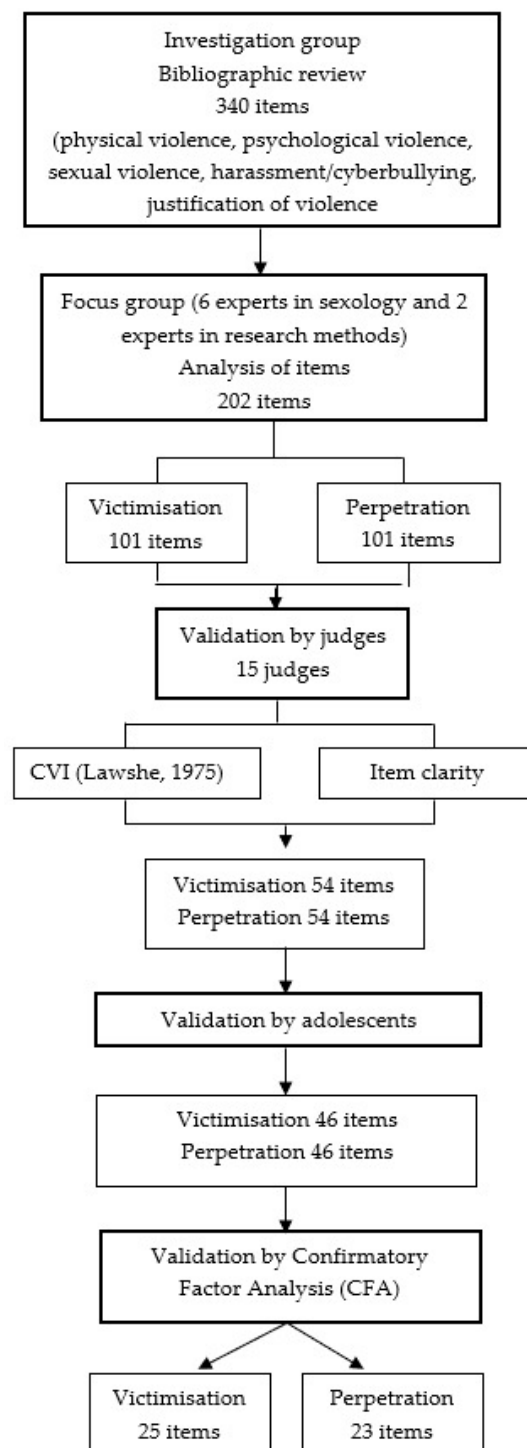 Investigation group
Bibliographic review
340 items
(physical violence, psychological violence,
sexual violence, harassment/cyberbullying,
justification of violence
Focus group (6 experts in sexology and 2
experts in research methods)
Analysis of items
202 items
Victimisation
101 items
Perpetration
101 items
Validation by judges
15 judges
CVI (Lawshe, 1975)
Item clarity
Victimisation 54 items
Perpetration 54 items
Validation by adolescents
Victimisation 46 items
Perpetration 46 items
Validation by Confirmatory
Factor Analysis (CFA)
Victimisation
25 items
Perpetration
23 items